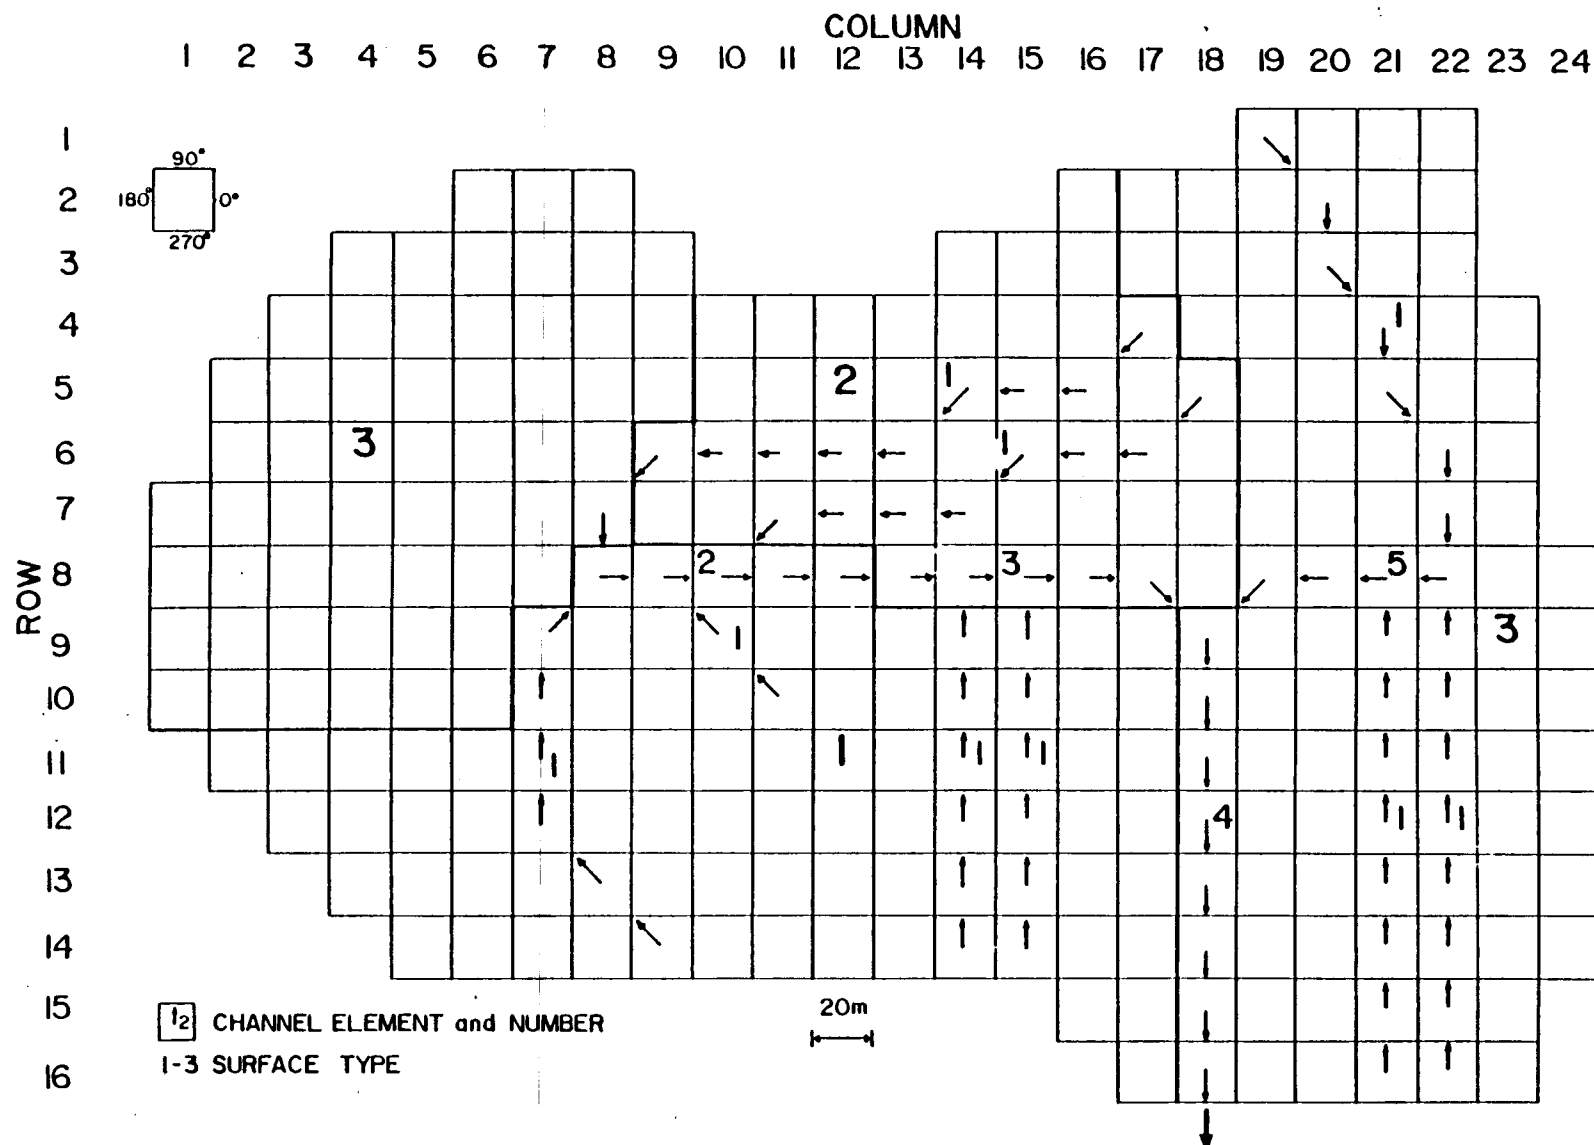 COLUMN
1 2 3 4 5 6 7 8 9 10 11 12 13 14 15 16 17 18 19 20 21 22 23 24
1
90°
2 180° 0°
270°
3
4 1
5 2 1
6 3 1
7
ROW
8 2 3 5
9 1 3
10
11 1 1 1 1
12 4 1 1
13
14
15
20m
1 2 CHANNEL ELEMENT and NUMBER
1-3 SURFACE TYPE
16